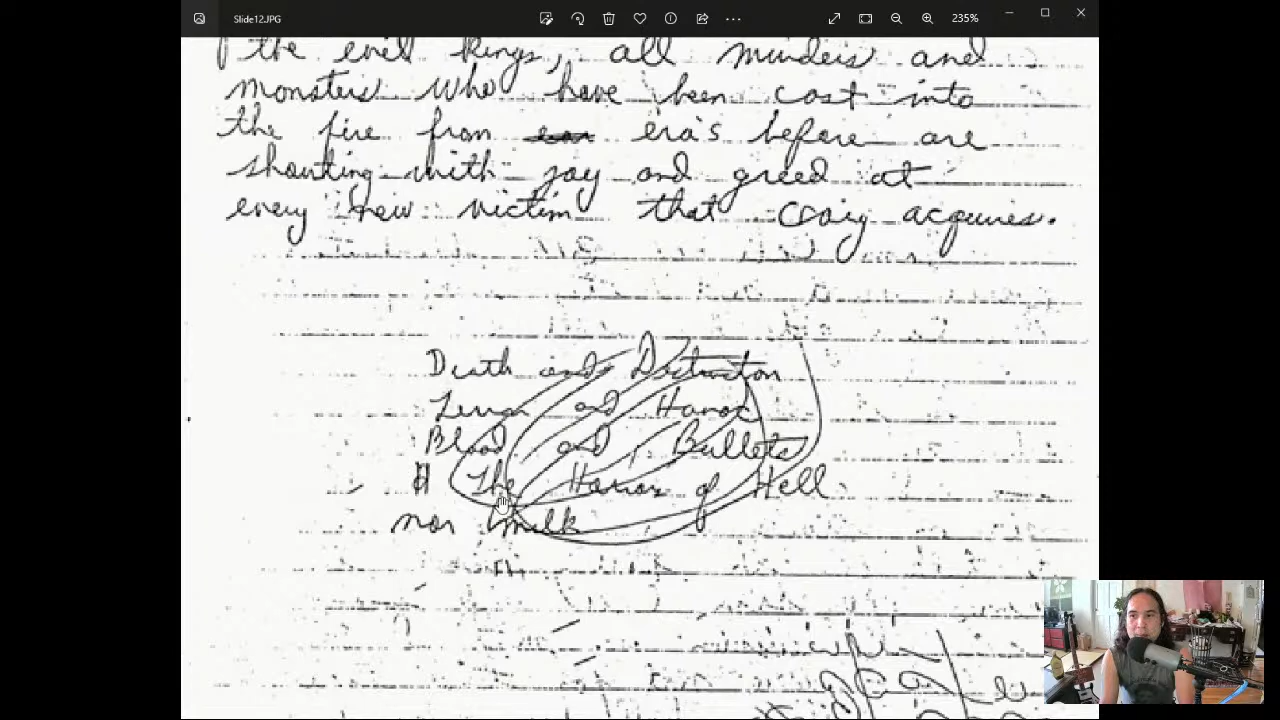 Slide12.JPG
235%
the evil kings, all murders and
monsters who have been cast into
the fire from era's before are
shouting with joy and greed at
every new victim that Craig acquires.
Death and Distruction
Terror and Horror
Blood and Bullets
The Horror of Hell